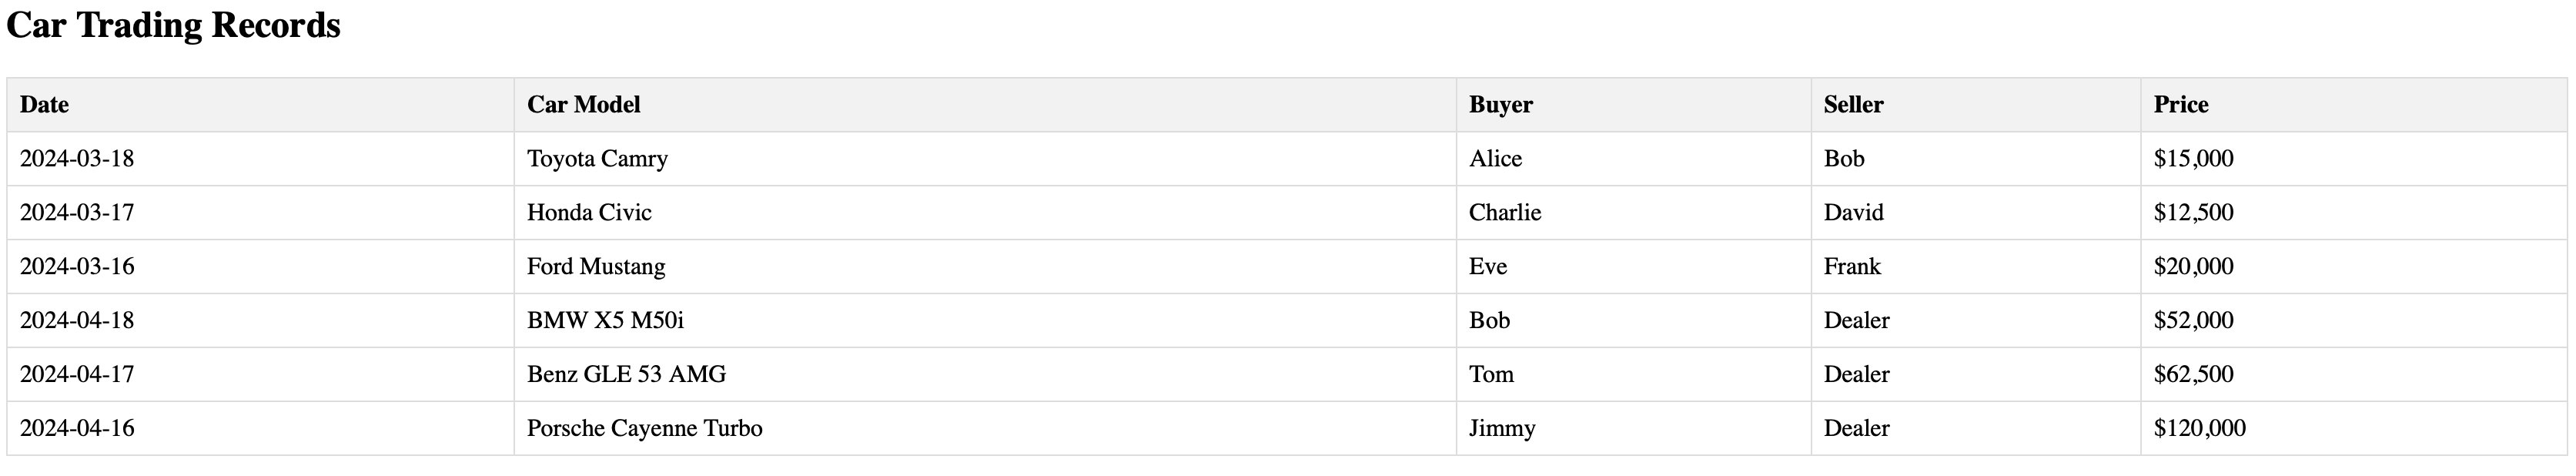 Car Trading Records
Date Car Model Buyer Seller Price
2024-03-18 Toyota Camry Alice Bob $15,000
2024-03-17 Honda Civic Charlie David $12,500
2024-03-16 Ford Mustang Eve Frank $20,000
2024-04-18 BMW X5 M50i Bob Dealer $52,000
2024-04-17 Benz GLE 53 AMG Tom Dealer $62,500
2024-04-16 Porsche Cayenne Turbo Jimmy Dealer $120,000